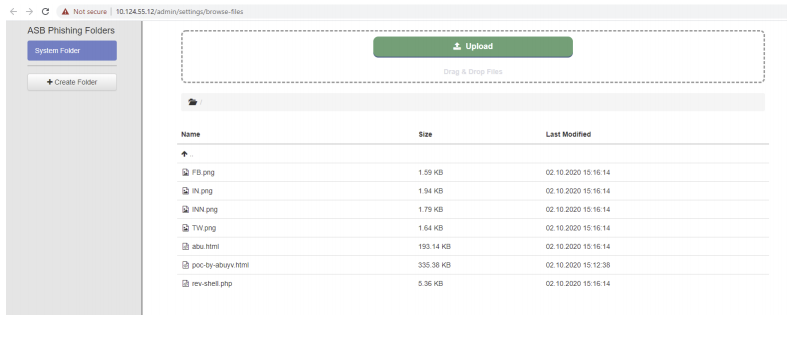 Not secure | 10.124.55.12/admin/settings/browse-files
ASB Phishing Folders
System Folder
+ Create Folder
Upload
Drag & Drop Files
/
Name Size Last Modified
..
FB.png 1.59 KB 02.10.2020 15:16:14
IN.png 1.94 KB 02.10.2020 15:16:14
INN.png 1.79 KB 02.10.2020 15:16:14
TW.png 1.64 KB 02.10.2020 15:16:14
abu.html 193.14 KB 02.10.2020 15:16:14
poc-by-abuyv.html 335.38 KB 02.10.2020 15:12:38
rev-shell.php 5.36 KB 02.10.2020 15:16:14